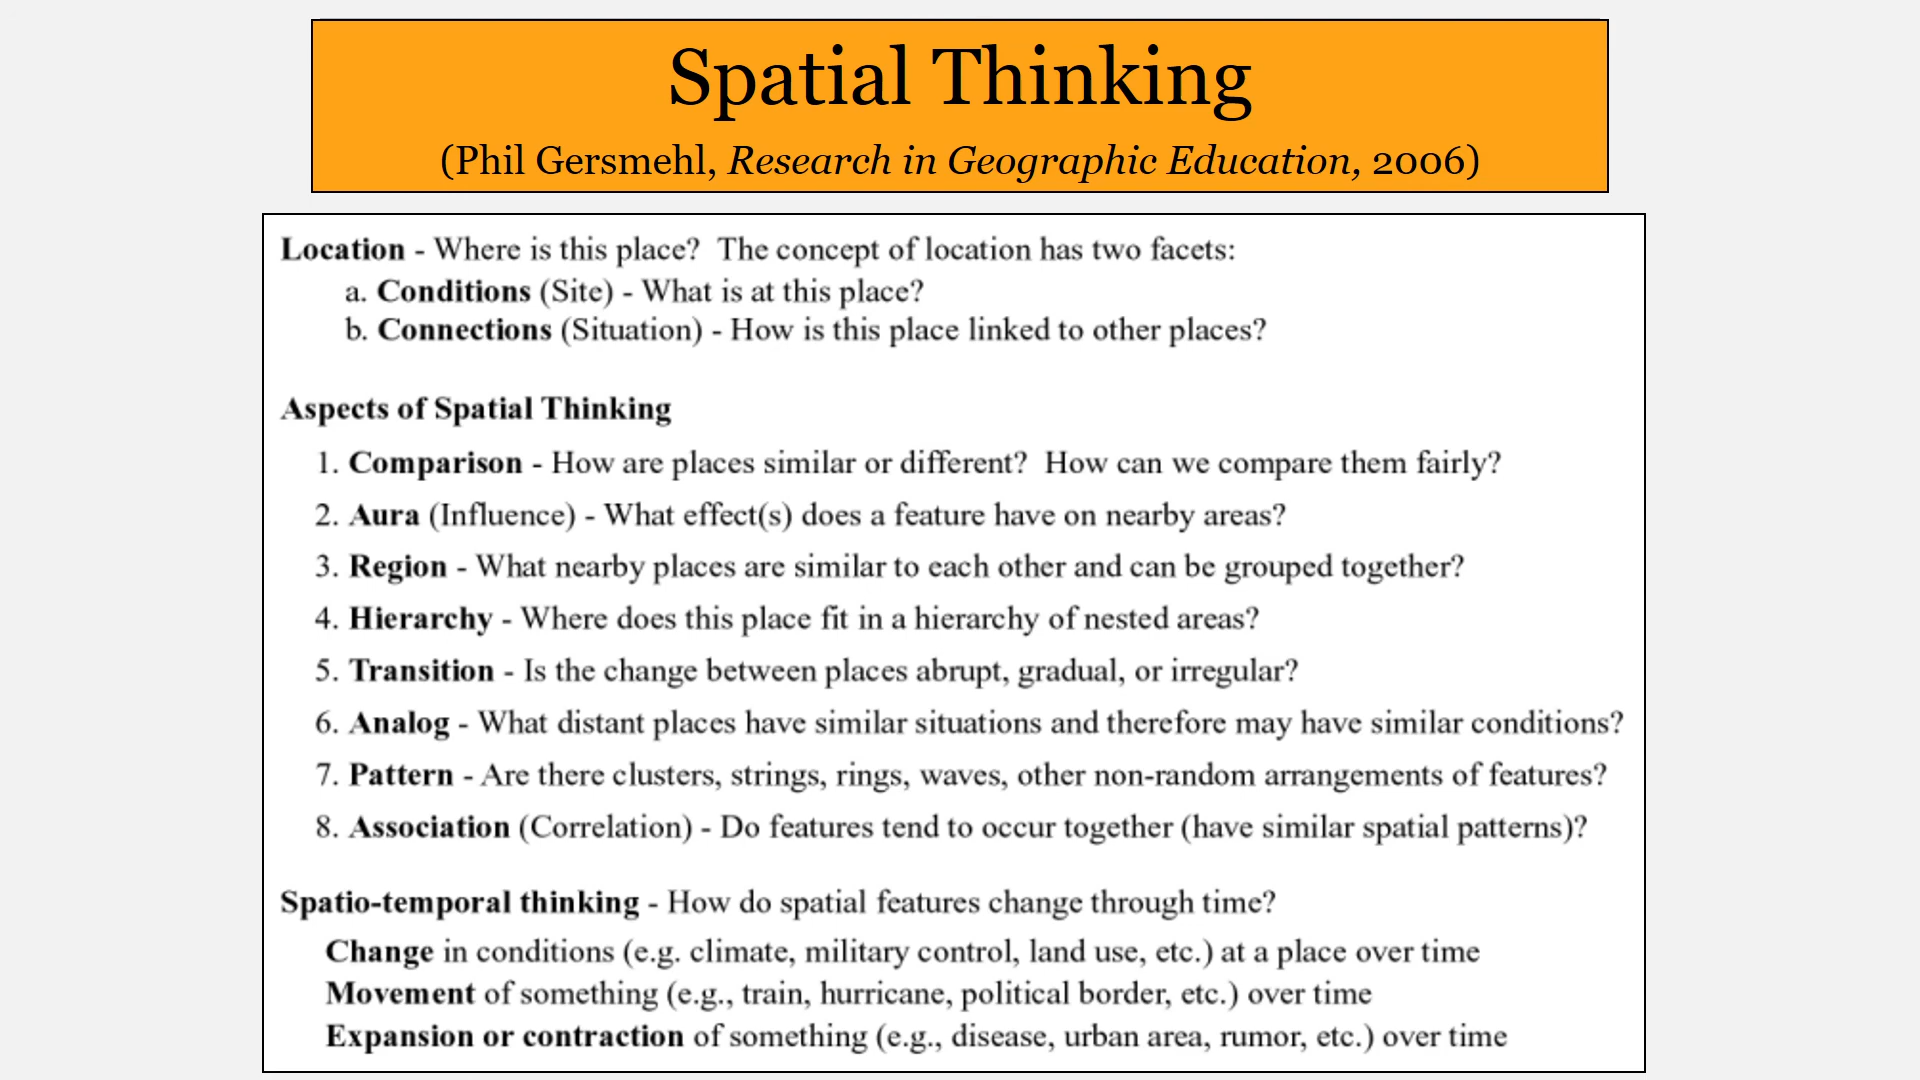 Spatial Thinking
(Phil Gersmehl, Research in Geographic Education, 2006)
Location - Where is this place? The concept of location has two facets:
a. Conditions (Site) - What is at this place?
b. Connections (Situation) - How is this place linked to other places?
Aspects of Spatial Thinking
1. Comparison - How are places similar or different? How can we compare them fairly?
2. Aura (Influence) - What effect(s) does a feature have on nearby areas?
3. Region - What nearby places are similar to each other and can be grouped together?
4. Hierarchy - Where does this place fit in a hierarchy of nested areas?
5. Transition - Is the change between places abrupt, gradual, or irregular?
6. Analog - What distant places have similar situations and therefore may have similar conditions?
7. Pattern - Are there clusters, strings, rings, waves, other non-random arrangements of features?
8. Association (Correlation) - Do features tend to occur together (have similar spatial patterns)?
Spatio-temporal thinking - How do spatial features change through time?
Change in conditions (e.g. climate, military control, land use, etc.) at a place over time
Movement of something (e.g., train, hurricane, political border, etc.) over time
Expansion or contraction of something (e.g., disease, urban area, rumor, etc.) over time